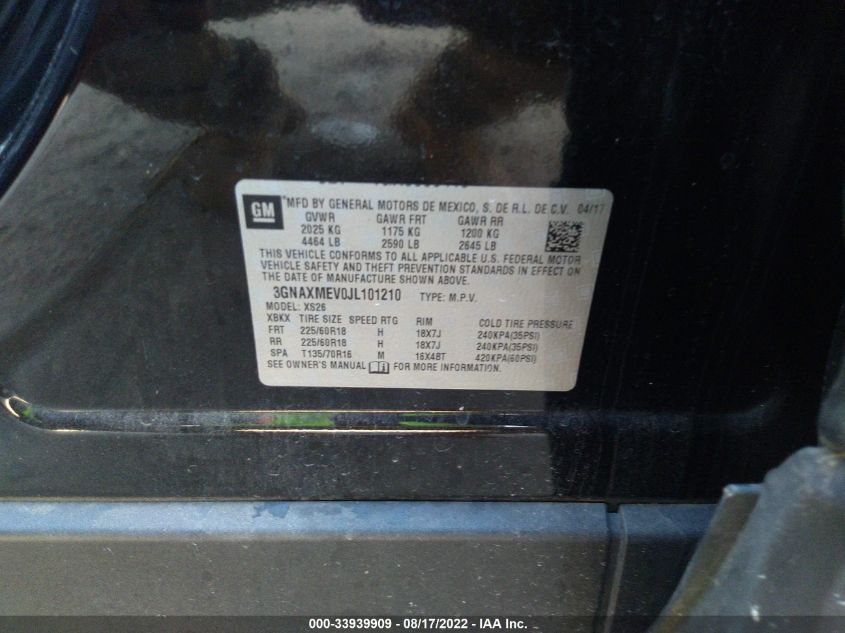 GM
MFD BY GENERAL MOTORS DE MEXICO, S. DE R.L. DE C.V. 04/17
GVWR GAWR FRT GAWR RR
2025 KG 1175 KG 1200 KG
4464 LB 2590 LB 2645 LB
THIS VEHICLE CONFORMS TO ALL APPLICABLE U.S. FEDERAL MOTOR
VEHICLE SAFETY AND THEFT PREVENTION STANDARDS IN EFFECT ON
THE DATE OF MANUFACTURE SHOWN ABOVE.
3GNAXMEV0JL101210 TYPE: M.P.V.
MODEL: XS26
XBKX TIRE SIZE SPEED RTG RIM COLD TIRE PRESSURE
FRT 225/60R18 H 18X7J 240KPA(35PSI)
RR 225/60R18 H 18X7J 240KPA(35PSI)
SPA T135/70R16 M 16X4BT 420KPA(60PSI)
SEE OWNER'S MANUAL FOR MORE INFORMATION.
000-33939909 - 08/17/2022 - IAA Inc.